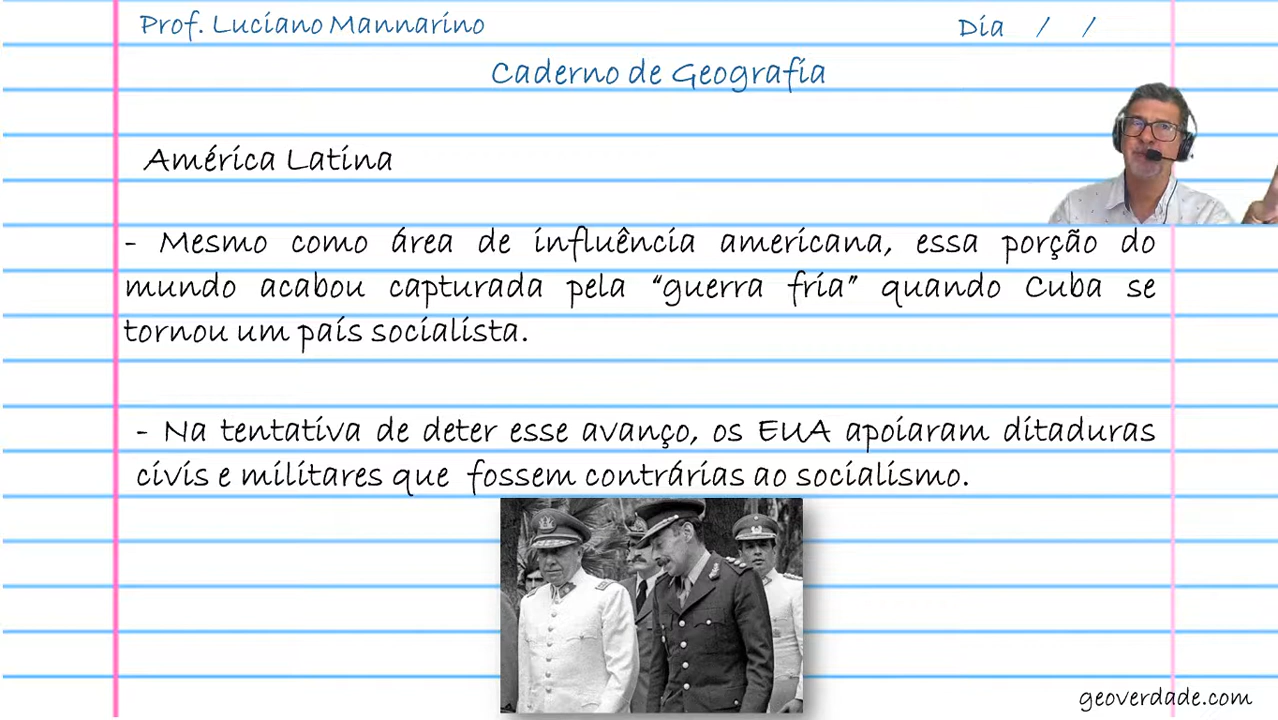 Prof. Luciano Mannarino
Dia / /
Caderno de Geografia
América Latina
- Mesmo como área de influência americana, essa porção do
mundo acabou capturada pela “guerra fria” quando Cuba se
tornou um país socialista.
- Na tentativa de deter esse avanço, os EUA apoiaram ditaduras
civis e militares que fossem contrárias ao socialismo.
geoverdade.com